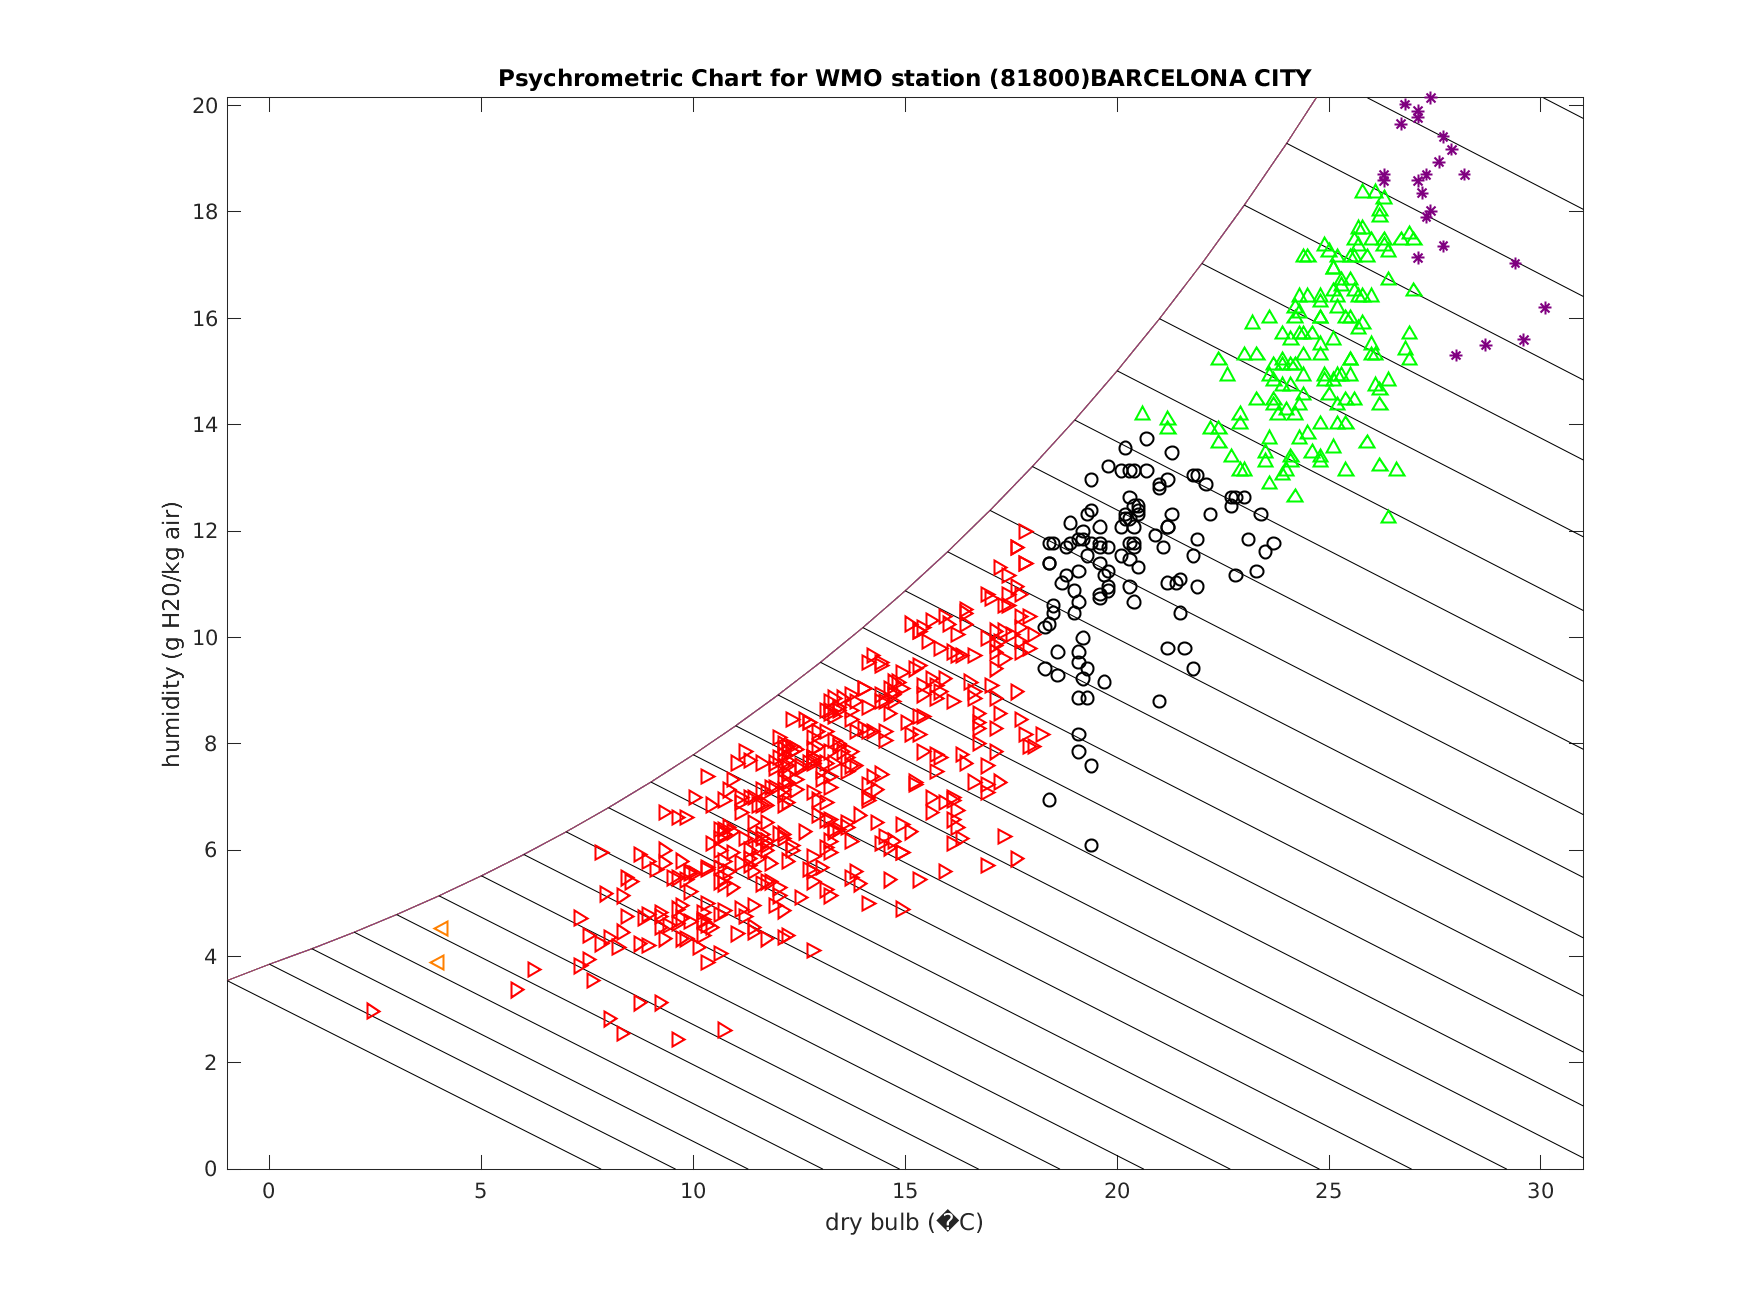 Psychrometric Chart for WMO station (81800)BARCELONA CITY
20
18
16
14
12
10
8
6
4
2
0
humidity (g H20/kg air)
0 5 10 15 20 25 30
dry bulb (�C)